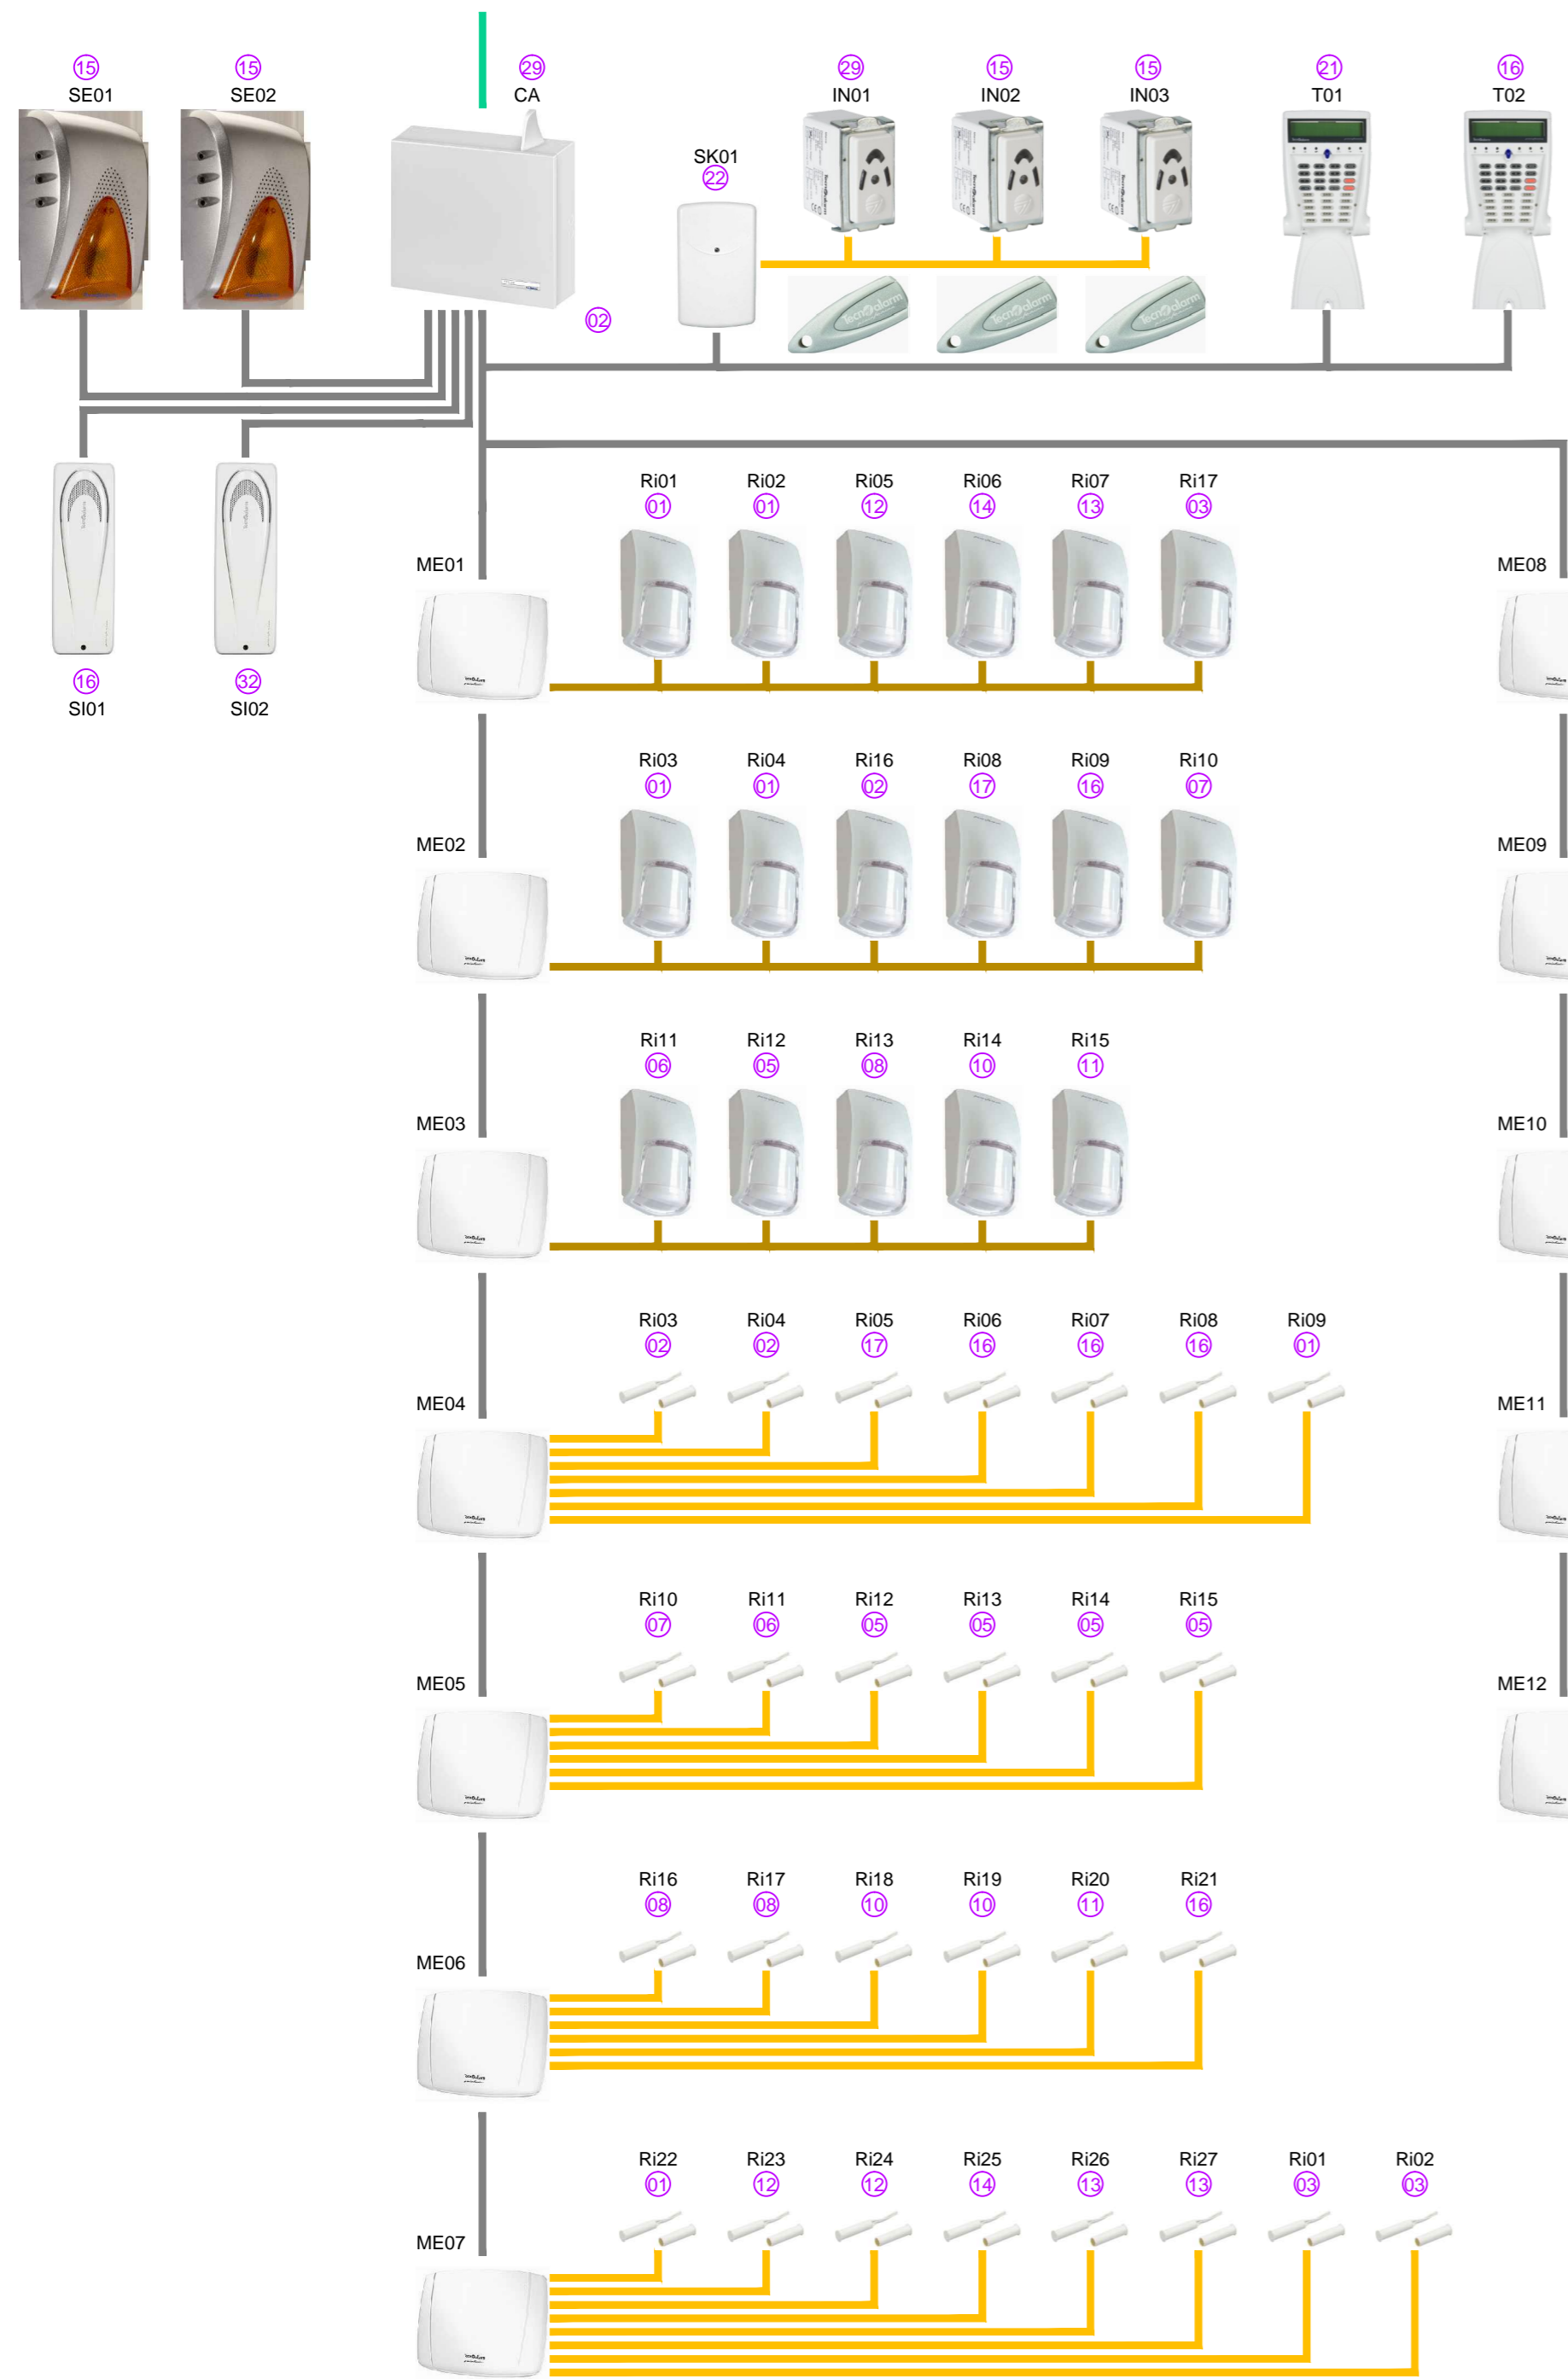 15 15 29 29 15 15 21 16
SE01 SE02 CA IN01 IN02 IN03 T01 T02
SK01
22
Tecnoalarm Tecnoalarm Tecnoalarm
02
Ri01 Ri02 Ri05 Ri06 Ri07 Ri17
01 01 12 14 13 03
ME01 ME08
16 32
SI01 SI02
Ri03 Ri04 Ri16 Ri08 Ri09 Ri10
01 01 02 17 16 07
ME02 ME09
Ri11 Ri12 Ri13 Ri14 Ri15
06 05 08 10 11
ME03 ME10
Ri03 Ri04 Ri05 Ri06 Ri07 Ri08 Ri09
02 02 17 16 16 16 01
ME04 ME11
Ri10 Ri11 Ri12 Ri13 Ri14 Ri15
07 06 05 05 05 05
ME05 ME12
Ri16 Ri17 Ri18 Ri19 Ri20 Ri21
08 08 10 10 11 16
ME06
Ri22 Ri23 Ri24 Ri25 Ri26 Ri27 Ri01 Ri02
01 12 12 14 13 13 03 03
ME07